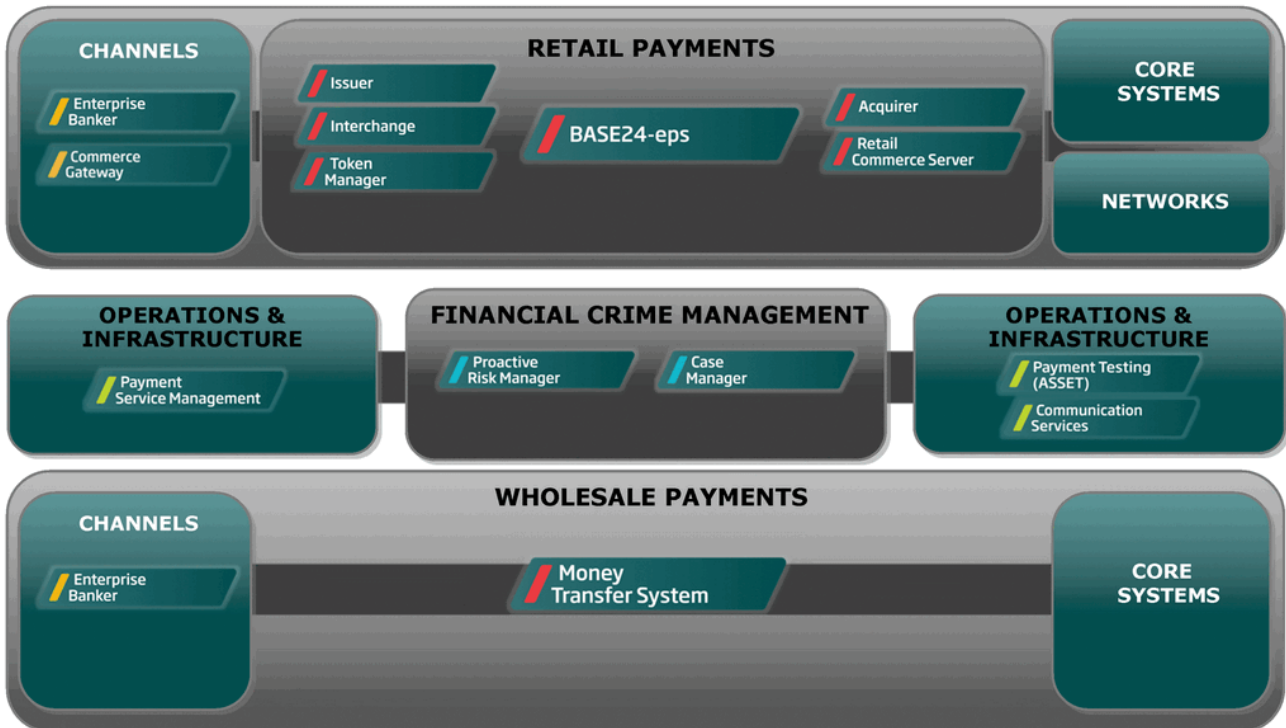 CHANNELS
Enterprise
Banker
Commerce
Gateway
RETAIL PAYMENTS
Issuer
Interchange
Token
Manager
BASE24-eps
Acquirer
Retail
Commerce Server
CORE
SYSTEMS
NETWORKS
OPERATIONS &
INFRASTRUCTURE
Payment
Service Management
FINANCIAL CRIME MANAGEMENT
Proactive
Risk Manager
Case
Manager
OPERATIONS &
INFRASTRUCTURE
Payment Testing
(ASSET)
Communication
Services
WHOLESALE PAYMENTS
CHANNELS
Enterprise
Banker
Money
Transfer System
CORE
SYSTEMS